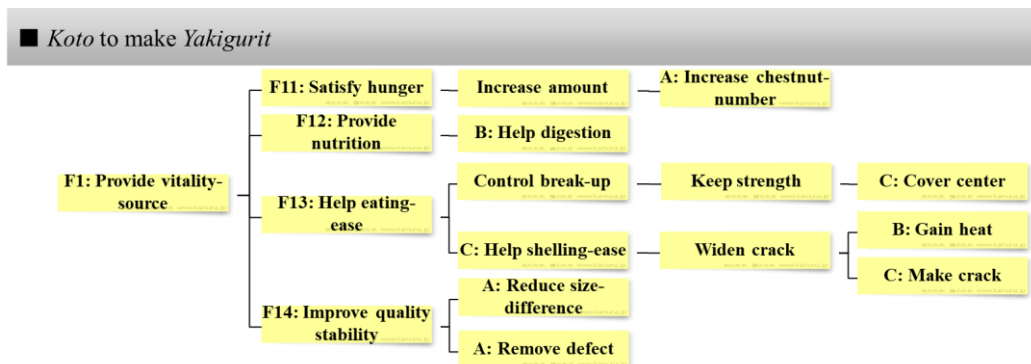 ■ Koto to make Yakigurit
F11: Satisfy hunger
Increase amount
A: Increase chestnut-
number
F12: Provide
nutrition
B: Help digestion
F1: Provide vitality-
source
F13: Help eating-
ease
Control break-up
Keep strength
C: Cover center
C: Help shelling-ease
Widen crack
B: Gain heat
C: Make crack
F14: Improve quality
stability
A: Reduce size-
difference
A: Remove defect